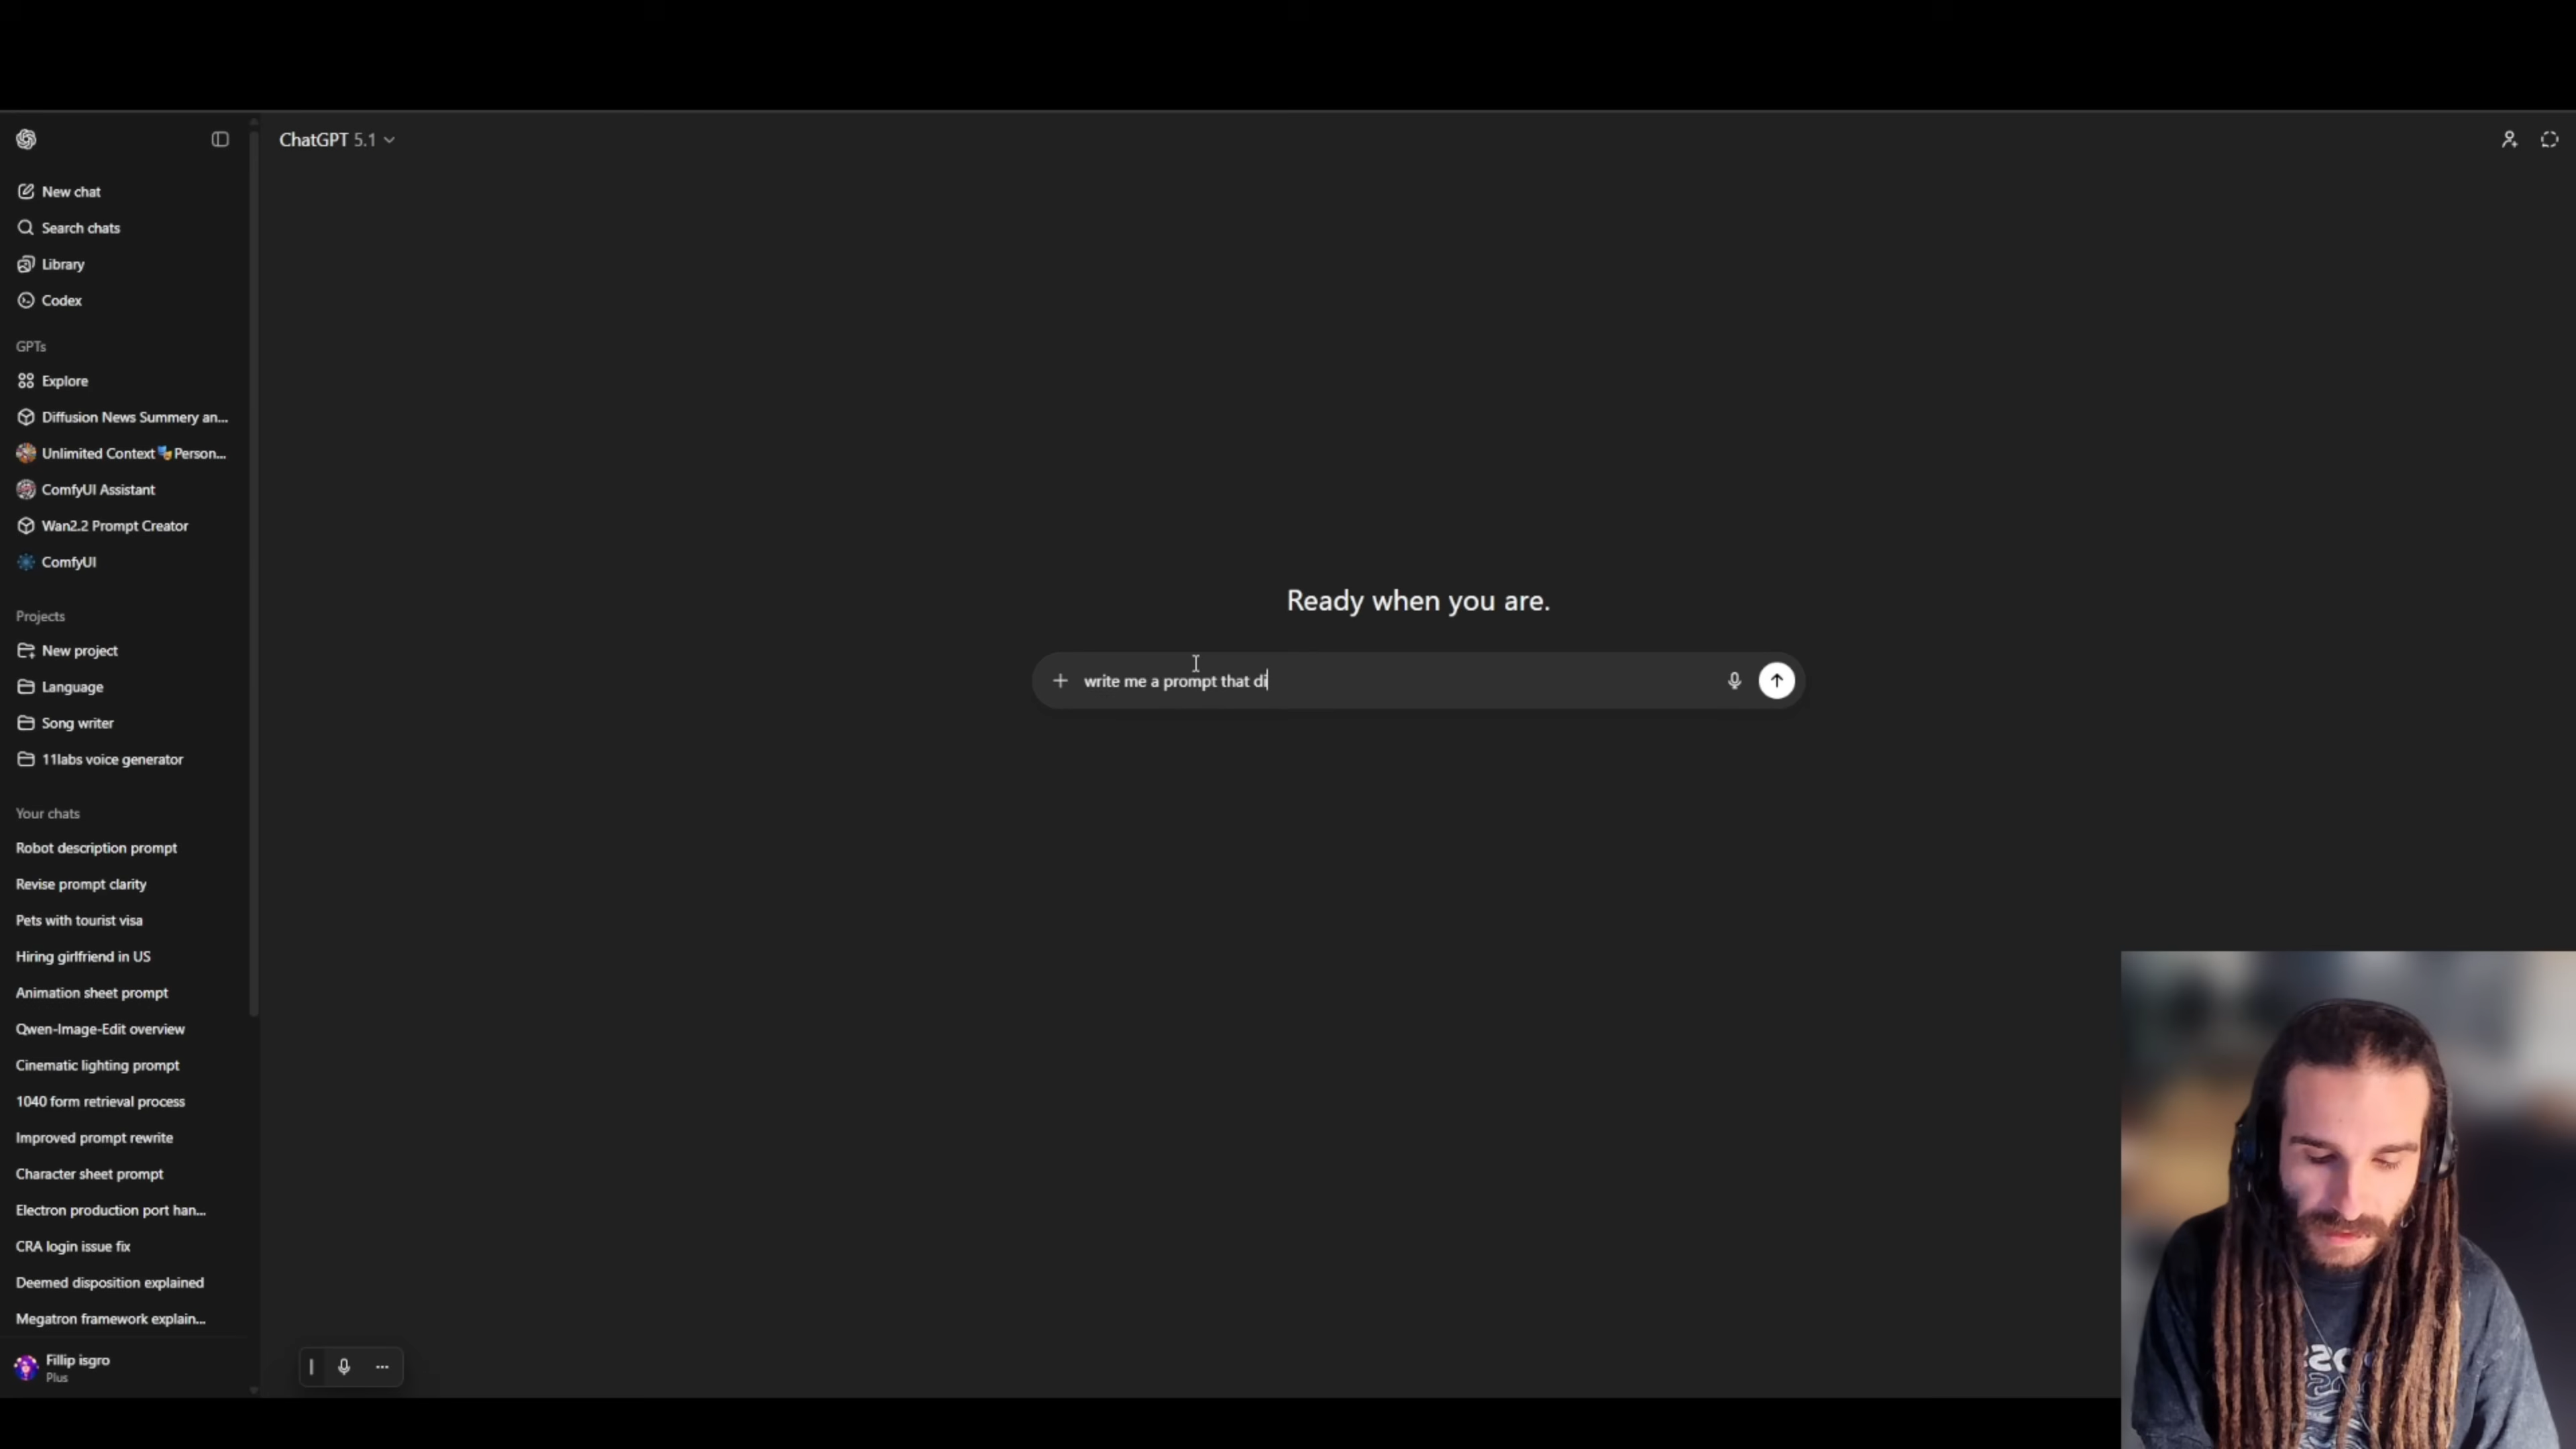 ChatGPT 5.1
New chat
Search chats
Library
Codex
GPTs
Explore
Diffusion News Summery an...
Unlimited Context🎭Person...
ComfyUI Assistant
Wan2.2 Prompt Creator
ComfyUI
Projects
New project
Language
Song writer
11labs voice generator
Your chats
Robot description prompt
Revise prompt clarity
Pets with tourist visa
Hiring girlfriend in US
Animation sheet prompt
Qwen-Image-Edit overview
Cinematic lighting prompt
1040 form retrieval process
Improved prompt rewrite
Character sheet prompt
Electron production port han...
CRA login issue fix
Deemed disposition explained
Megatron framework explain...
Fillip isgro
Plus
Ready when you are.
write me a prompt that di